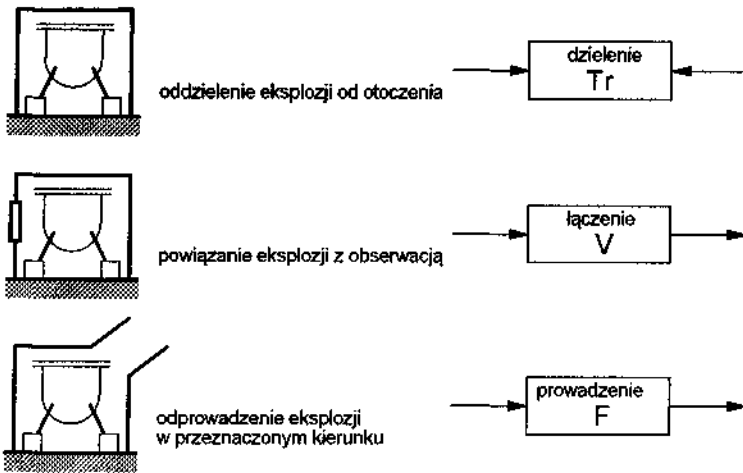 oddzielenie eksplozji od otoczenia
dzielenie
Tr
powiązanie eksplozji z obserwacją
łączenie
V
odprowadzenie eksplozji
w przeznaczonym kierunku
prowadzenie
F